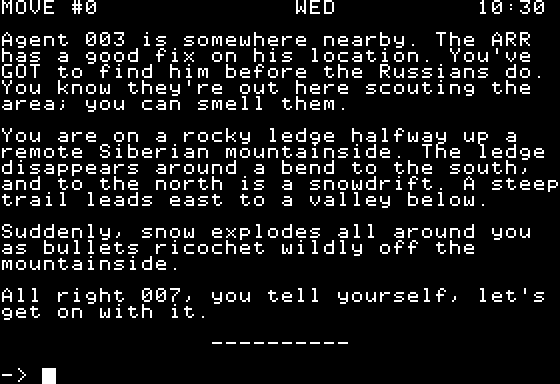 MOVE #0 WED 10:30
Agent 003 is somewhere nearby. The ARR
has a good fix on his location. You've
GOT to find him before the Russians do.
You know they're out here scouting the
area; you can smell them.
You are on a rocky ledge halfway up a
remote Siberian mountainside. The ledge
disappears around a bend to the south,
and to the north is a snowdrift. A steep
trail leads east to a valley below.
Suddenly, snow explodes all around you
as bullets ricochet wildly off the
mountainside.
All right 007, you tell yourself, let's
get on with it.
----------
->